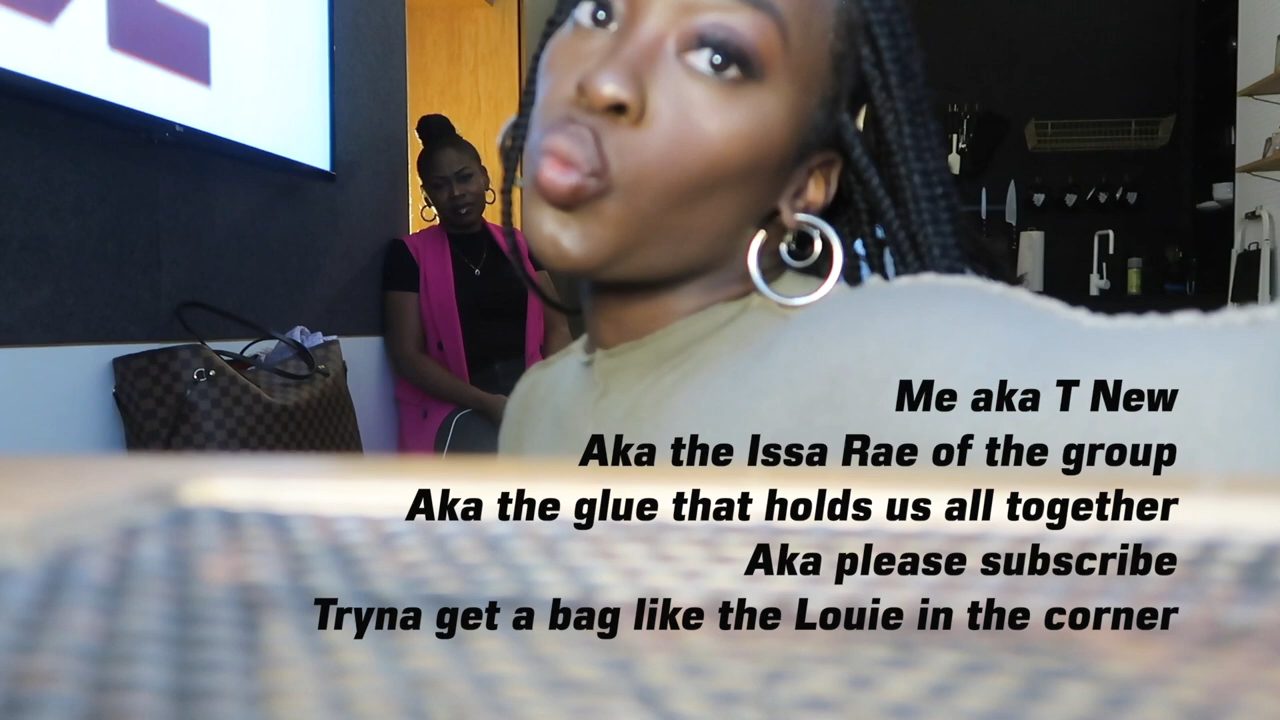 Me aka T New
Aka the Issa Rae of the group
Aka the glue that holds us all together
Aka please subscribe
Tryna get a bag like the Louie in the corner